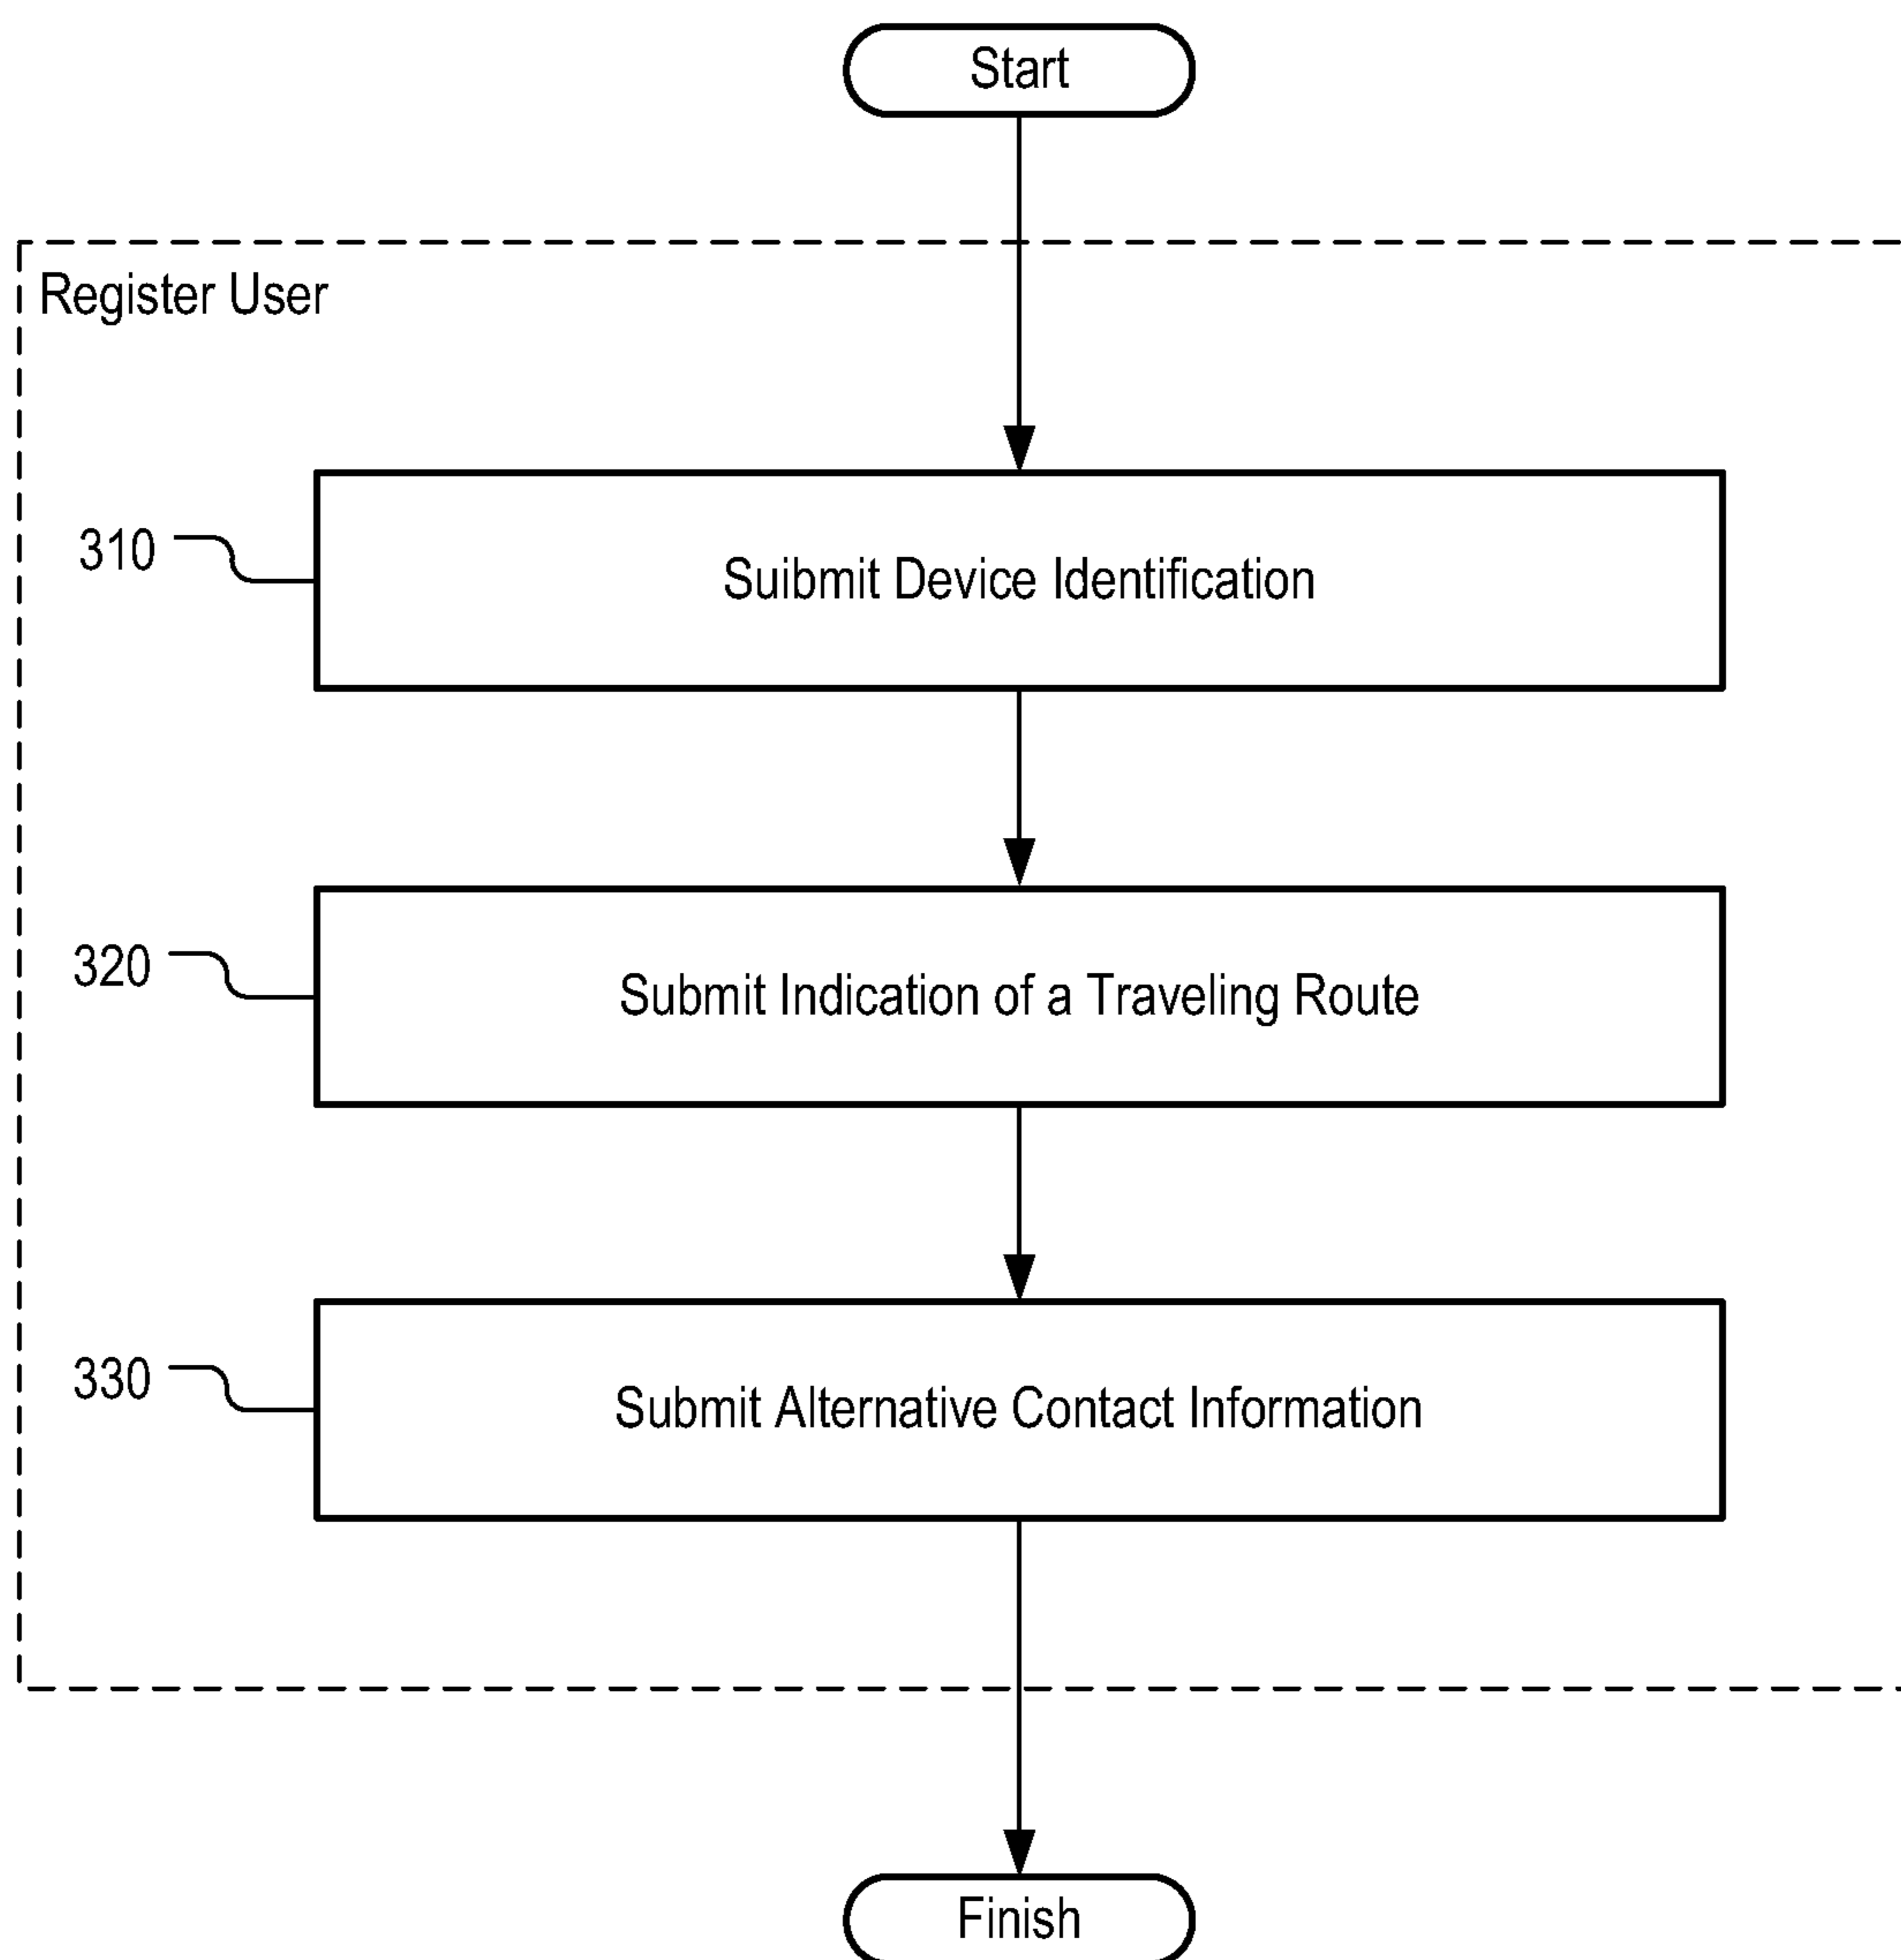 Start
Register User
310
Suibmit Device Identification
320
Submit Indication of a Traveling Route
330
Submit Alternative Contact Information
Finish